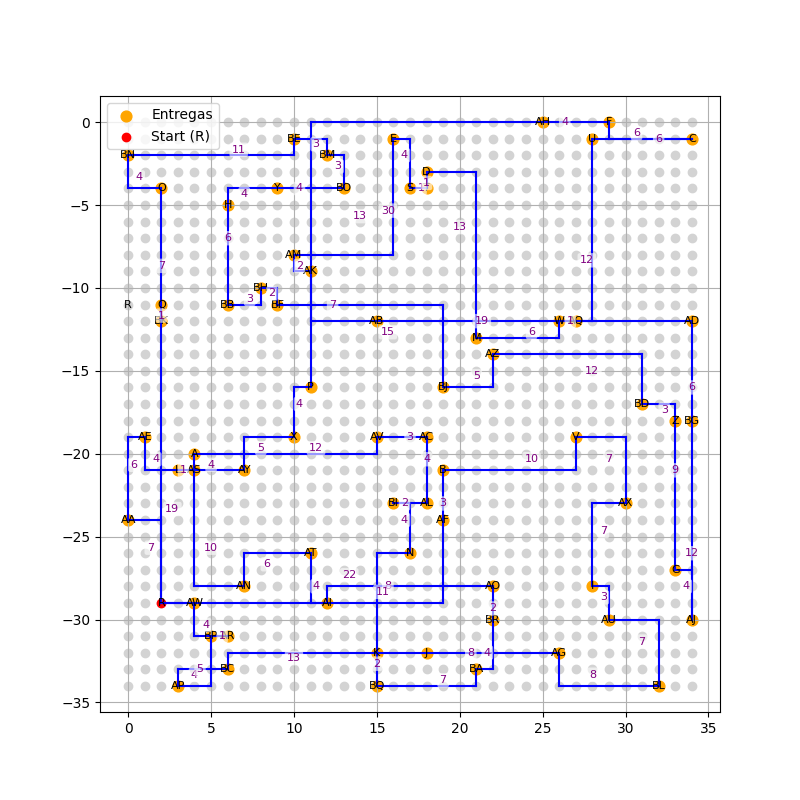 Entregas
Start (R)
0
−5
−10
−15
−20
−25
−30
−35
0
5
10
15
20
25
30
35
AH 4 F
BE 3 E U 6 6 C
BN 11 BM
4 3 4 D
O 4 Y 4 BO S 1
H 13 30 13
7 6
AM 12
2 AK
BH
R Q BB 3 2 BF 7
1 AB 19 W 1 AO
15 M 6
AZ
5 12 6
P BJ
4 BD 3
Z BG
AE X AV 3 AC V
6 4 A 5 12 4 10 7 9
1 AS 4 AY B
2 AL 3 AX
AA 19 4 AF 7
7 10 AT N 12
6 22 G
AN 4 8 AQ 4
11 3
AW AI 2
4 BR AU AJ
BP 1 R 7
13 K J 8 4 AG
5 BC 2 BA
4 7 8
AP BQ BL